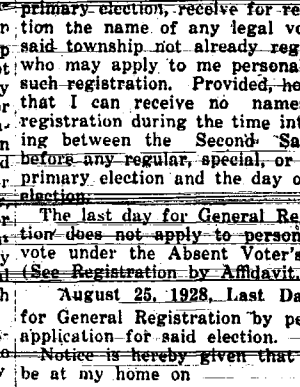 primary election, receive for re
tion the name of any legal vo
said township not already reg
who may apply to me persona
such registration. Provided, ho
that I can receive no name
registration during the time int
ing between the Second Sa
before any regular, special, or
primary election and the day o
election.
The last day for General Re
tion does not apply to person
vote under the Absent Voter's
(See Registration by Affidavit.
August 25, 1928, Last Da
for General Registration by pe
application for said election.
Notice is hereby given that
be at my home on